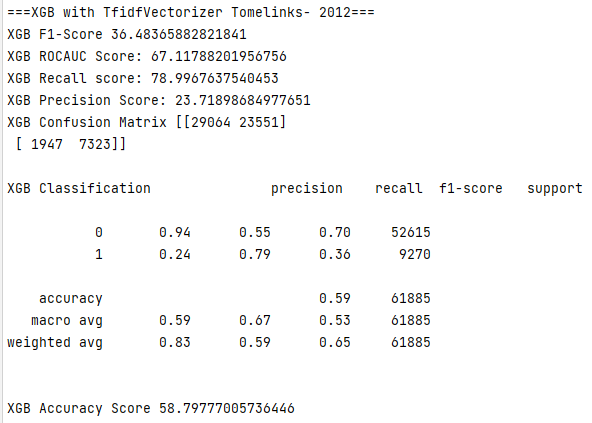 ===XGB with TfidfVectorizer Tomelinks- 2012===
XGB F1-Score 36.48365882821841
XGB ROCAUC Score: 67.11788201956756
XGB Recall score: 78.9967637540453
XGB Precision Score: 23.71898684977651
XGB Confusion Matrix [[29064 23551]
[ 1947  7323]]
XGB Classification precision recall f1-score support
0 0.94 0.55 0.70 52615
1 0.24 0.79 0.36 9270
accuracy 0.59 61885
macro avg 0.59 0.67 0.53 61885
weighted avg 0.83 0.59 0.65 61885
XGB Accuracy Score 58.79777005736446